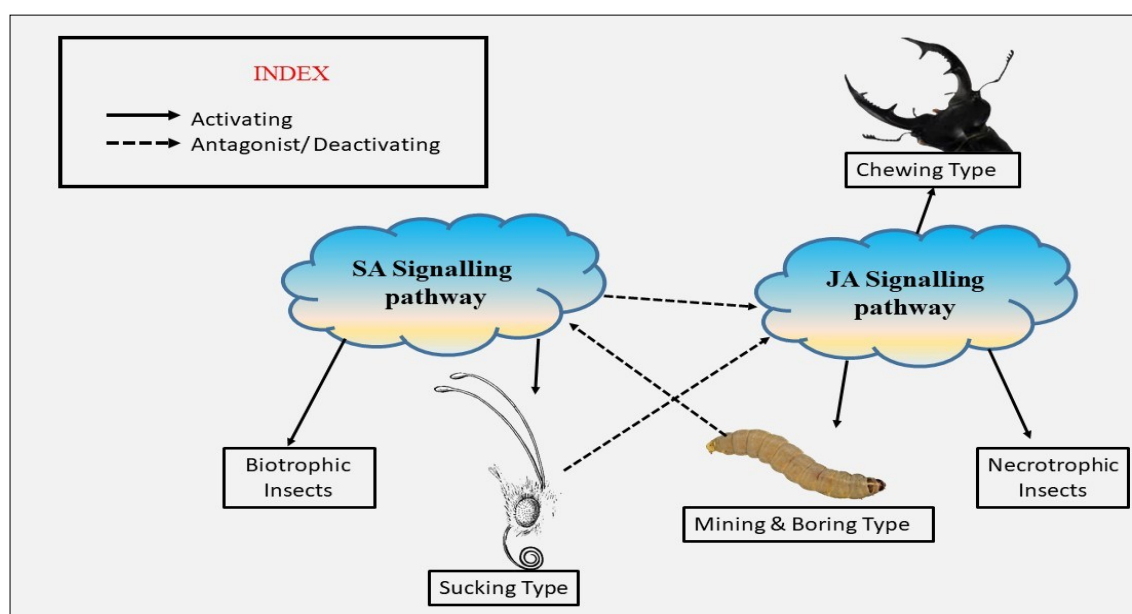 INDEX
Activating
Antagonist/ Deactivating
Chewing Type
SA Signalling
pathway
JA Signalling
pathway
Biotrophic
Insects
Sucking Type
Mining & Boring Type
Necrotrophic
Insects